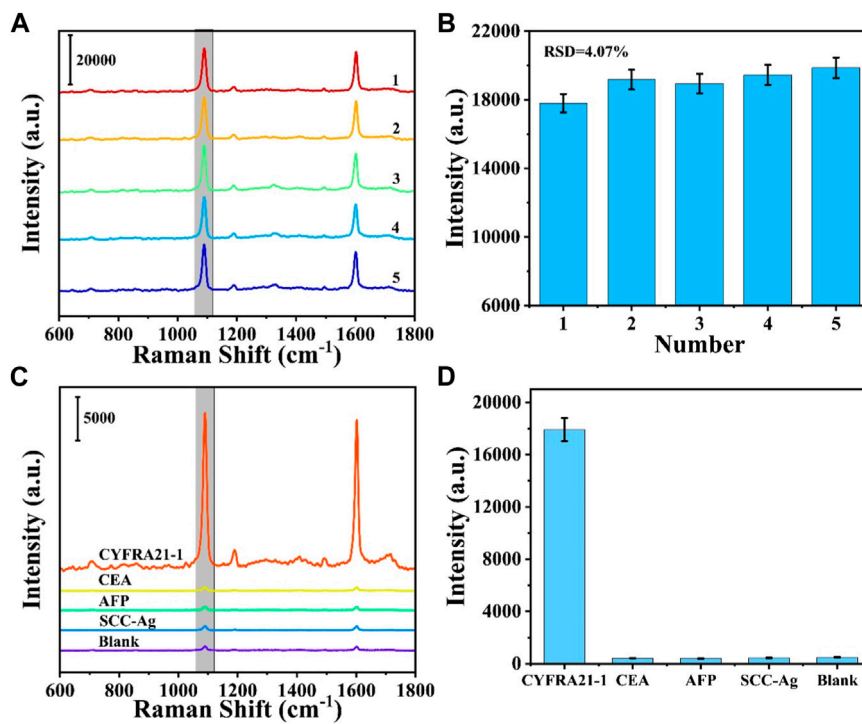 A
20000
1
2
3
4
5
Intensity (a.u.)
600 800 1000 1200 1400 1600 1800
Raman Shift (cm-1)
B
RSD=4.07%
22000
18000
14000
10000
6000
Intensity (a.u.)
1 2 3 4 5
Number
C
5000
CYFRA21-1
CEA
AFP
SCC-Ag
Blank
Intensity (a.u.)
600 800 1000 1200 1400 1600 1800
Raman Shift (cm-1)
D
20000
16000
12000
8000
4000
0
Intensity (a.u.)
CYFRA21-1 CEA AFP SCC-Ag Blank